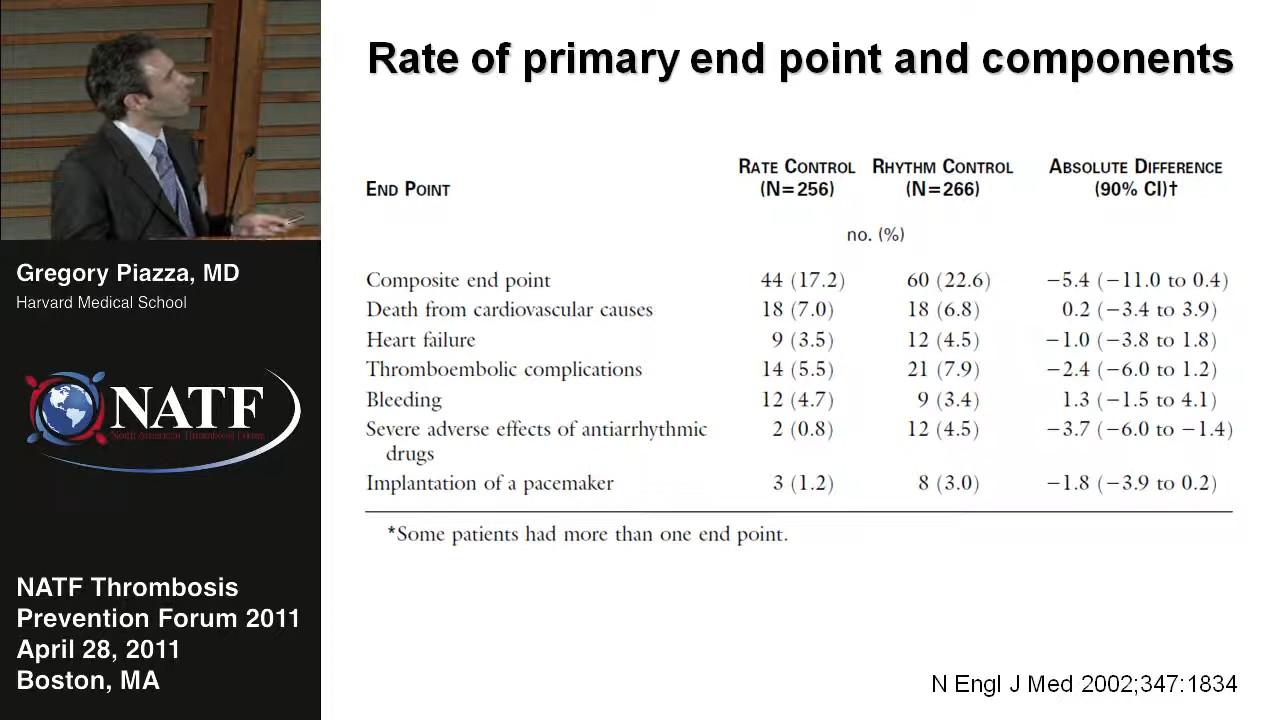 Rate of primary end point and components
END POINT
RATE CONTROL (N=256)
RHYTHM CONTROL (N=266)
ABSOLUTE DIFFERENCE (90% CI)†
no. (%)
Composite end point 44 (17.2) 60 (22.6) −5.4 (−11.0 to 0.4)
Death from cardiovascular causes 18 (7.0) 18 (6.8) 0.2 (−3.4 to 3.9)
Heart failure 9 (3.5) 12 (4.5) −1.0 (−3.8 to 1.8)
Thromboembolic complications 14 (5.5) 21 (7.9) −2.4 (−6.0 to 1.2)
Bleeding 12 (4.7) 9 (3.4) 1.3 (−1.5 to 4.1)
Severe adverse effects of antiarrhythmic 2 (0.8) 12 (4.5) −3.7 (−6.0 to −1.4)
drugs
Implantation of a pacemaker 3 (1.2) 8 (3.0) −1.8 (−3.9 to 0.2)
*Some patients had more than one end point.
N Engl J Med 2002;347:1834
Gregory Piazza, MD
Harvard Medical School
NATF
North American Thrombosis Forum
NATF Thrombosis
Prevention Forum 2011
April 28, 2011
Boston, MA